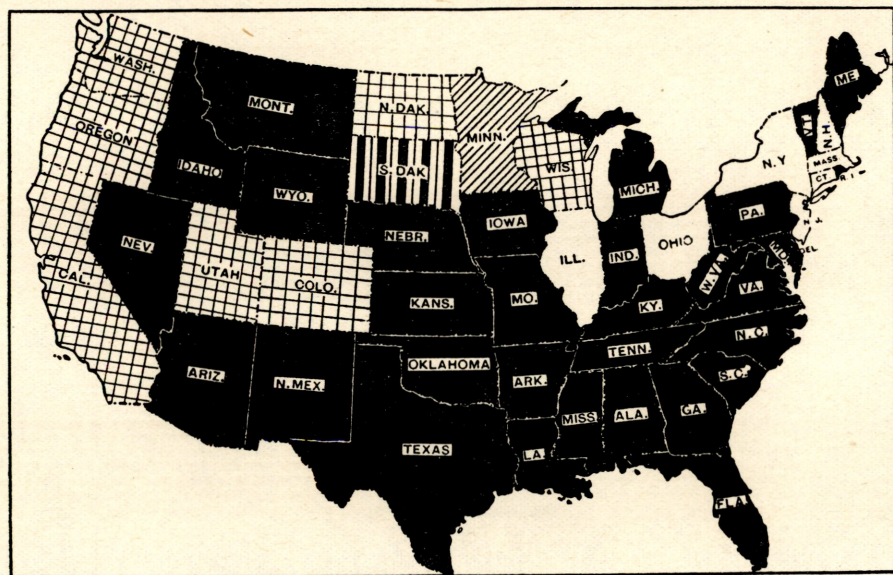 WASH.
OREGON
CAL.
NEV.
IDAHO
MONT.
WYO.
UTAH
COLO.
ARIZ.
N.MEX.
N.DAK.
S.DAK
NEBR.
KANS.
OKLAHOMA
TEXAS
MINN.
IOWA
MO.
ARK.
LA.
WIS.
ILL.
MICH.
IND.
OHIO
KY.
TENN.
MISS.
ALA.
GA.
FLA.
S.C.
N.C.
VA.
W.VA.
MD.
DEL
PA.
N.J.
N.Y
CT
R.I.
MASS
VT.
N.H.
ME.